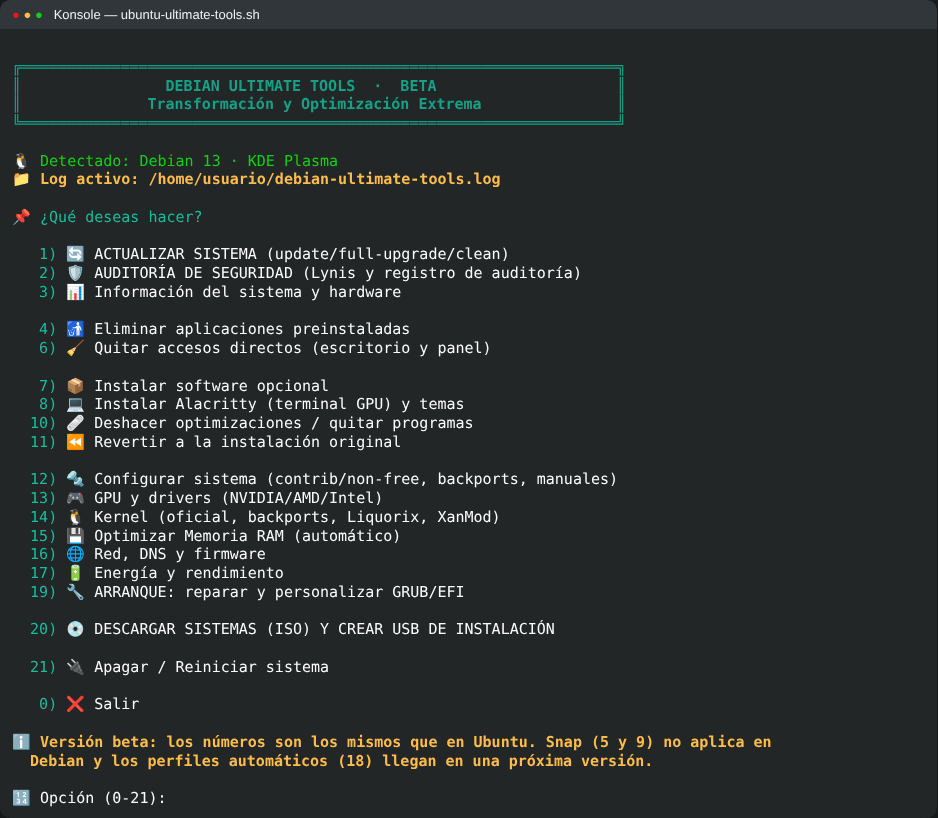 Konsole — ubuntu-ultimate-tools.sh
DEBIAN ULTIMATE TOOLS · BETA
Transformación y Optimización Extrema
🐧 Detectado: Debian 13 · KDE Plasma
📁 Log activo: /home/usuario/debian-ultimate-tools.log
📌 ¿Qué deseas hacer?
1) 🔄 ACTUALIZAR SISTEMA (update/full-upgrade/clean)
2) 🛡️ AUDITORÍA DE SEGURIDAD (Lynis y registro de auditoría)
3) 📊 Información del sistema y hardware
4) 🚮 Eliminar aplicaciones preinstaladas
6) 🧹 Quitar accesos directos (escritorio y panel)
7) 📦 Instalar software opcional
8) 💻 Instalar Alacritty (terminal GPU) y temas
10) 🩹 Deshacer optimizaciones / quitar programas
11) ⏪ Revertir a la instalación original
12) 🔩 Configurar sistema (contrib/non-free, backports, manuales)
13) 🎮 GPU y drivers (NVIDIA/AMD/Intel)
14) 🐧 Kernel (oficial, backports, Liquorix, XanMod)
15) 💾 Optimizar Memoria RAM (automático)
16) 🌐 Red, DNS y firmware
17) 🔋 Energía y rendimiento
19) 🔧 ARRANQUE: reparar y personalizar GRUB/EFI
20) 💿 DESCARGAR SISTEMAS (ISO) Y CREAR USB DE INSTALACIÓN
21) 🔌 Apagar / Reiniciar sistema
0) ❌ Salir
ℹ️ Versión beta: los números son los mismos que en Ubuntu. Snap (5 y 9) no aplica en
Debian y los perfiles automáticos (18) llegan en una próxima versión.
🔢 Opción (0-21):